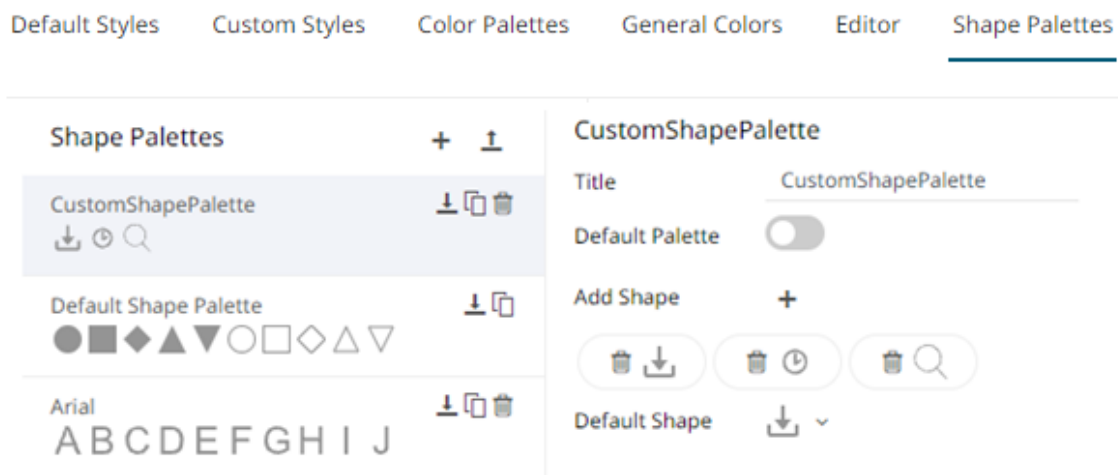 Default Styles Custom Styles Color Palettes General Colors Editor Shape Palettes
Shape Palettes
CustomShapePalette
Default Shape Palette
Arial
A B C D E F G H I J
CustomShapePalette
Title CustomShapePalette
Default Palette
Add Shape
Default Shape